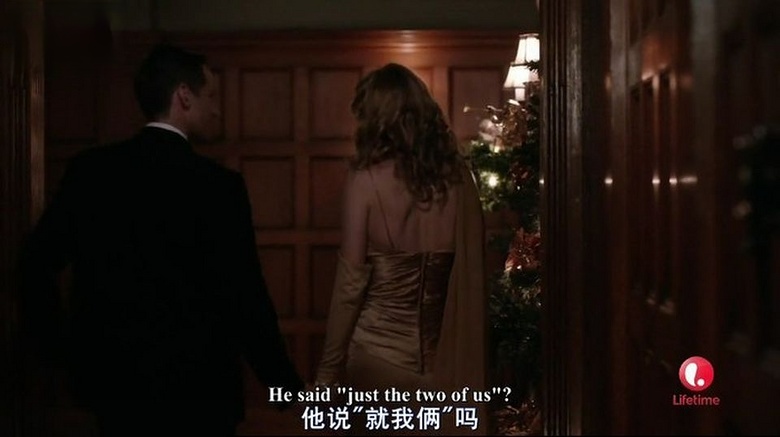 He said "just the two of us"?
他说"就我俩"吗
Lifetime